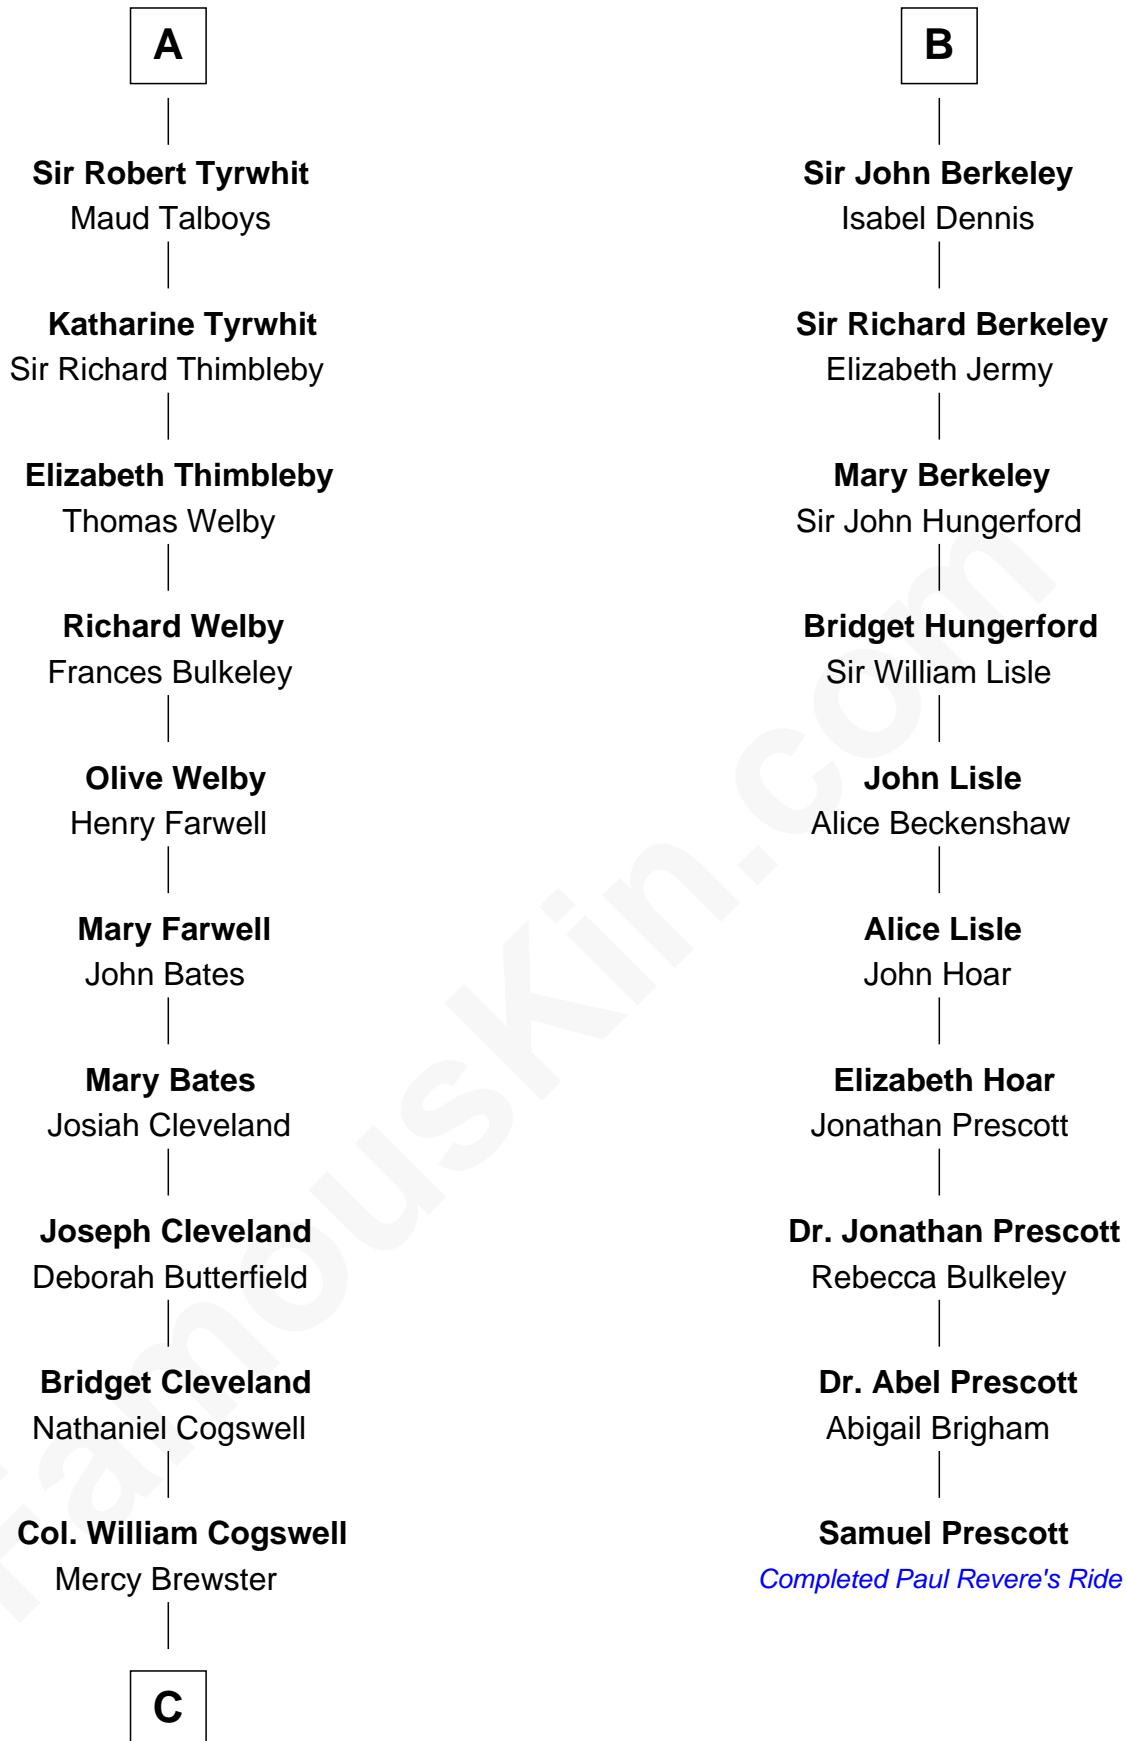 A
Sir Robert Tyrwhit
Maud Talboys
Katharine Tyrwhit
Sir Richard Thimbleby
Elizabeth Thimbleby
Thomas Welby
Richard Welby
Frances Bulkeley
Olive Welby
Henry Farwell
Mary Farwell
John Bates
Mary Bates
Josiah Cleveland
Joseph Cleveland
Deborah Butterfield
Bridget Cleveland
Nathaniel Cogswell
Col. William Cogswell
Mercy Brewster
C
B
Sir John Berkeley
Isabel Dennis
Sir Richard Berkeley
Elizabeth Jermy
Mary Berkeley
Sir John Hungerford
Bridget Hungerford
Sir William Lisle
John Lisle
Alice Beckenshaw
Alice Lisle
John Hoar
Elizabeth Hoar
Jonathan Prescott
Dr. Jonathan Prescott
Rebecca Bulkeley
Dr. Abel Prescott
Abigail Brigham
Samuel Prescott
Completed Paul Revere's Ride
FamousKin.com